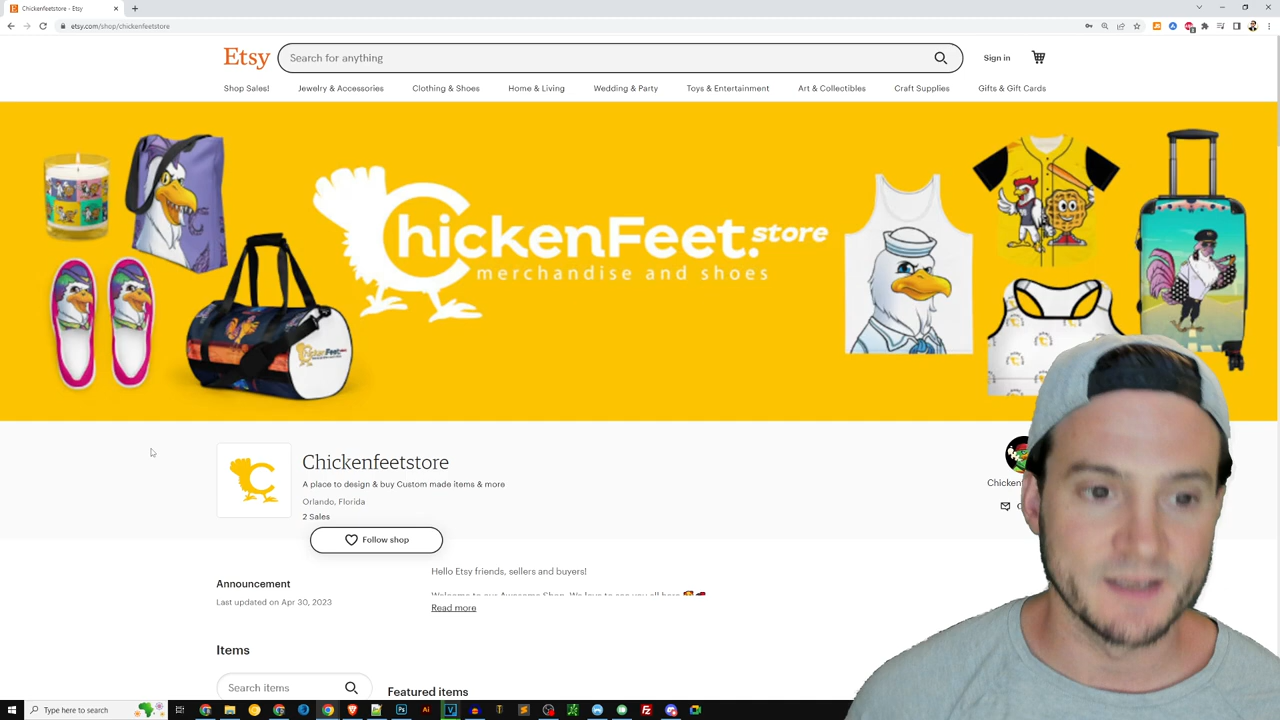 Chickenfeetstore - Etsy
etsy.com/shop/chickenfeetstore
Etsy
Search for anything
Sign in
Shop Sales!
Jewelry & Accessories
Clothing & Shoes
Home & Living
Wedding & Party
Toys & Entertainment
Art & Collectibles
Craft Supplies
Gifts & Gift Cards
ChickenFeet.store
merchandise and shoes
Chickenfeetstore
A place to design & buy Custom made items & more
Orlando, Florida
2 Sales
Follow shop
Announcement
Last updated on Apr 30, 2023
Hello Etsy friends, sellers and buyers!
Read more
Items
Search items
Featured items
Type here to search